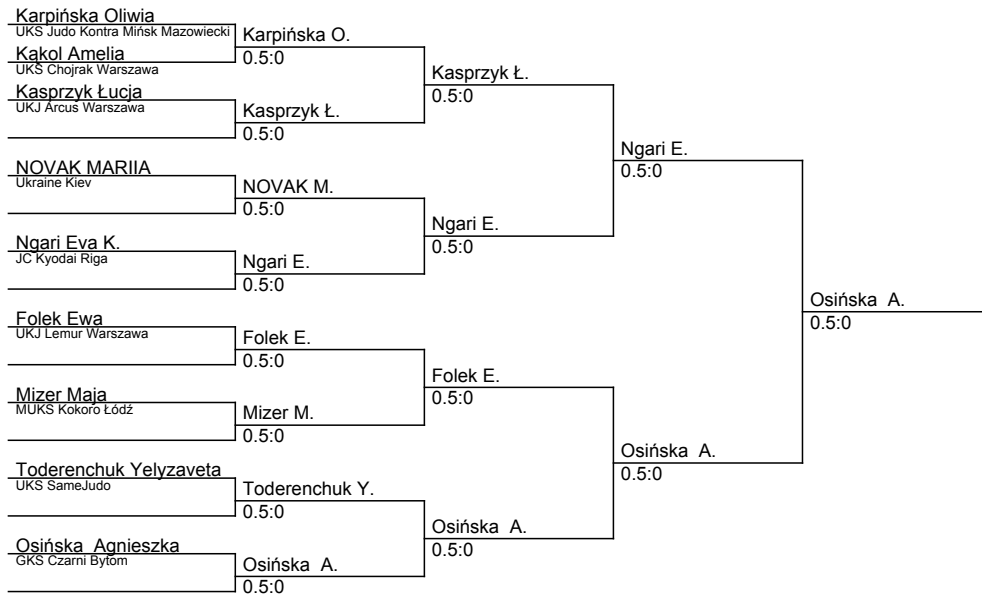 Karpińska Oliwia
UKS Judo Kontra Mińsk Mazowiecki
Karpińska O.
0.5:0
Kąkol Amelia
UKS Chojrak Warszawa
Kasprzyk Ł.
0.5:0
Kasprzyk Łucja
UKJ Arcus Warszawa
Kasprzyk Ł.
0.5:0
Ngari E.
0.5:0
NOVAK MARIIA
Ukraine Kiev
NOVAK M.
0.5:0
Ngari E.
0.5:0
Ngari Eva K.
JC Kyodai Riga
Ngari E.
0.5:0
Osińska  A.
0.5:0
Folek Ewa
UKJ Lemur Warszawa
Folek E.
0.5:0
Folek E.
0.5:0
Mizer Maja
MUKS Kokoro Łódź
Mizer M.
0.5:0
Osińska  A.
0.5:0
Toderenchuk Yelyzaveta
UKS SameJudo
Toderenchuk Y.
0.5:0
Osińska  A.
0.5:0
Osińska  Agnieszka
GKS Czarni Bytom
Osińska  A.
0.5:0